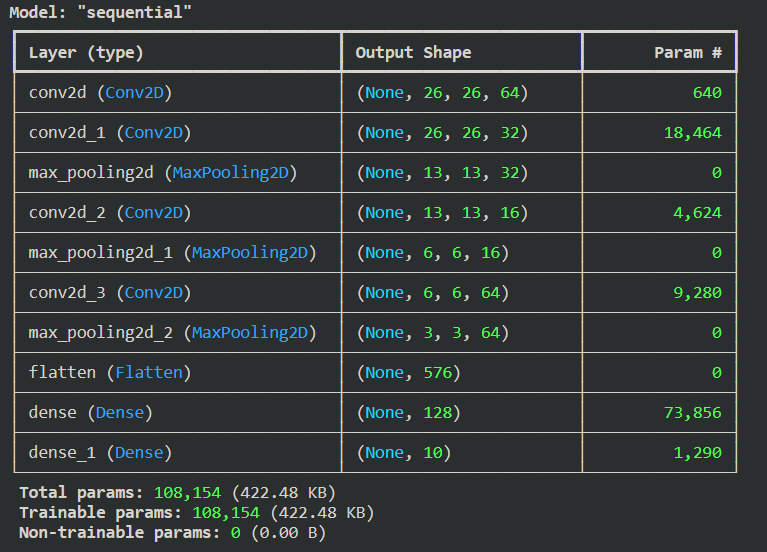 Model: "sequential"
Layer (type) Output Shape Param #
conv2d (Conv2D) (None, 26, 26, 64) 640
conv2d_1 (Conv2D) (None, 26, 26, 32) 18,464
max_pooling2d (MaxPooling2D) (None, 13, 13, 32) 0
conv2d_2 (Conv2D) (None, 13, 13, 16) 4,624
max_pooling2d_1 (MaxPooling2D) (None, 6, 6, 16) 0
conv2d_3 (Conv2D) (None, 6, 6, 64) 9,280
max_pooling2d_2 (MaxPooling2D) (None, 3, 3, 64) 0
flatten (Flatten) (None, 576) 0
dense (Dense) (None, 128) 73,856
dense_1 (Dense) (None, 10) 1,290
Total params: 108,154 (422.48 KB)
Trainable params: 108,154 (422.48 KB)
Non-trainable params: 0 (0.00 B)